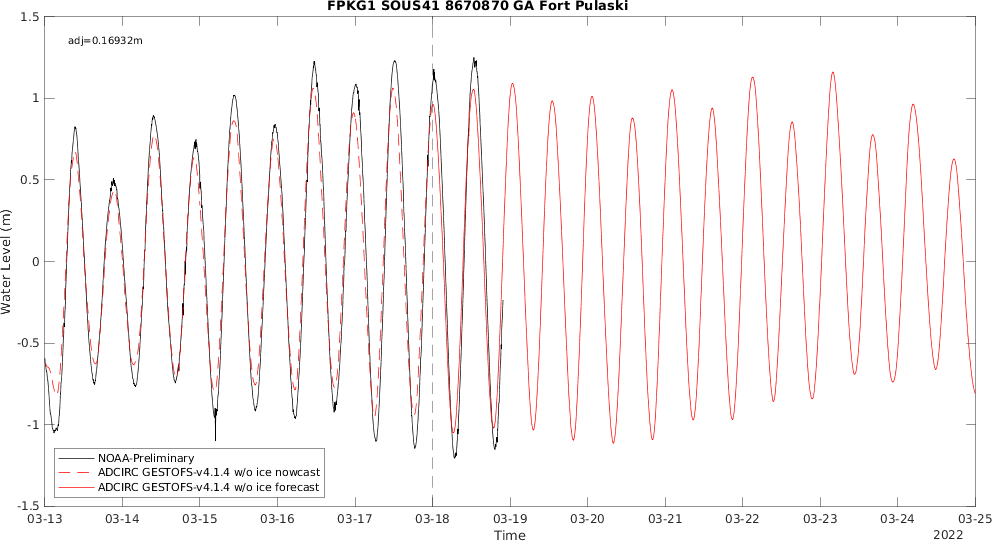 FPKG1 SOUS41 8670870 GA Fort Pulaski
adj=0.16932m
1.5
1
0.5
0
-0.5
-1
-1.5
Water Level (m)
NOAA-Preliminary
ADCIRC GESTOFS-v4.1.4 w/o ice nowcast
ADCIRC GESTOFS-v4.1.4 w/o ice forecast
03-13 03-14 03-15 03-16 03-17 03-18 03-19 03-20 03-21 03-22 03-23 03-24 03-25
Time
2022